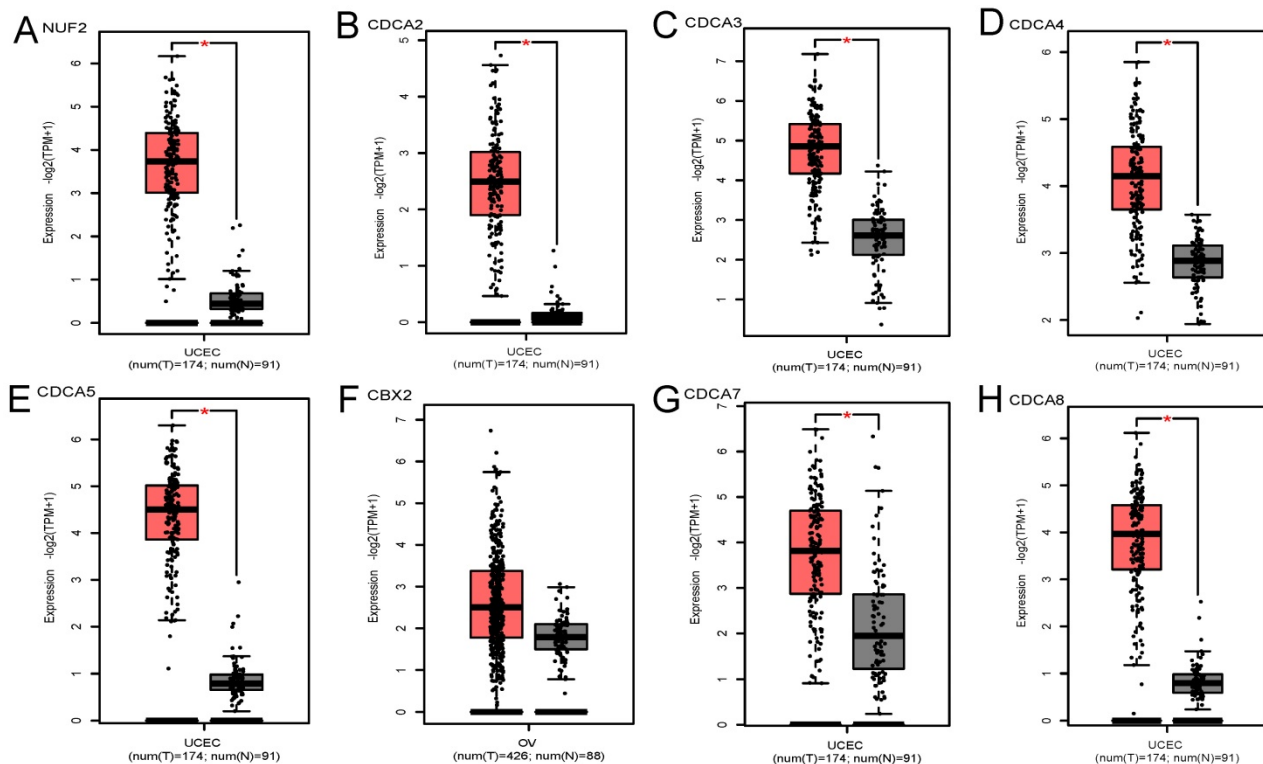 A NUF2
*
Expression -log2(TPM+1)
6
5
4
3
2
1
0
UCEC
(num(T)=174; num(N)=91)
B CDCA2
*
Expression -log2(TPM+1)
5
4
3
2
1
0
UCEC
(num(T)=174; num(N)=91)
C CDCA3
*
Expression -log2(TPM+1)
7
6
5
4
3
2
1
UCEC
(num(T)=174; num(N)=91)
D CDCA4
*
Expression -log2(TPM+1)
6
5
4
3
2
UCEC
(num(T)=174; num(N)=91)
E CDCA5
*
Expression -log2(TPM+1)
6
5
4
3
2
1
0
UCEC
(num(T)=174; num(N)=91)
F CBX2
Expression -log2(TPM+1)
7
6
5
4
3
2
1
0
OV
(num(T)=426; num(N)=88)
G CDCA7
*
Expression -log2(TPM+1)
7
6
5
4
3
2
1
0
UCEC
(num(T)=174; num(N)=91)
H CDCA8
*
Expression -log2(TPM+1)
6
5
4
3
2
1
0
UCEC
(num(T)=174; num(N)=91)